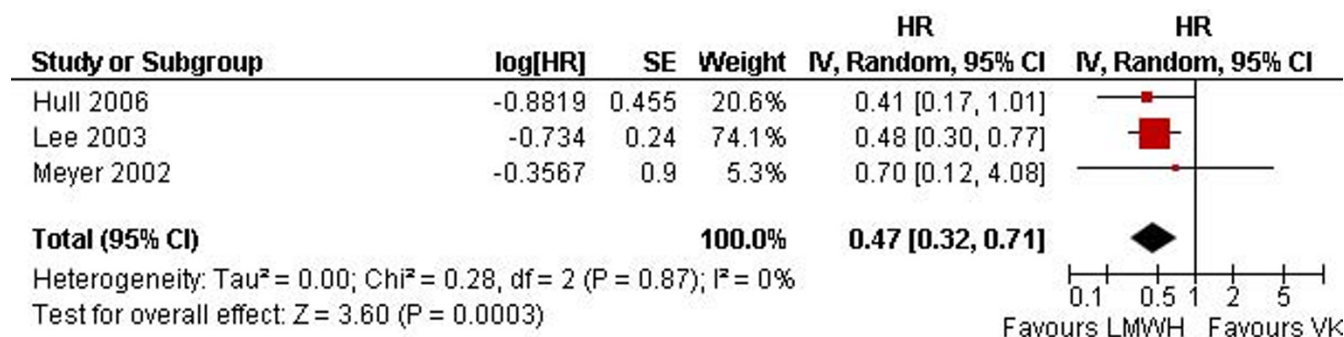 HR HR
Study or Subgroup log[HR] SE Weight IV, Random, 95% CI IV, Random, 95% CI
Hull 2006 -0.8819 0.455 20.6% 0.41 [0.17, 1.01]
Lee 2003 -0.734 0.24 74.1% 0.48 [0.30, 0.77]
Meyer 2002 -0.3567 0.9 5.3% 0.70 [0.12, 4.08]
Total (95% CI) 100.0% 0.47 [0.32, 0.71]
Heterogeneity: Tau² = 0.00; Chi² = 0.28, df = 2 (P = 0.87); I² = 0%
Test for overall effect: Z = 3.60 (P = 0.0003)
0.1 0.5 1 2 5
Favours LMWH Favours VK